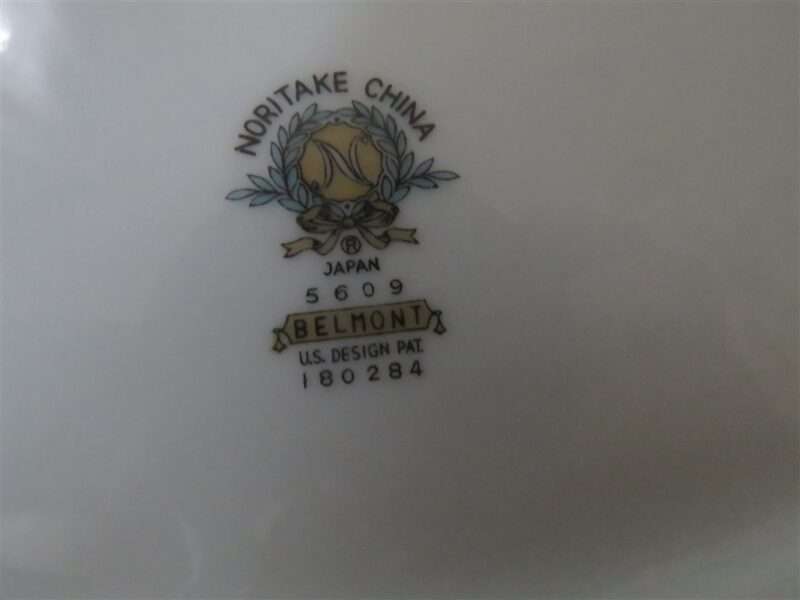 NORITAKE CHINA
N
®
JAPAN
5609
BELMONT
U.S. DESIGN PAT.
180284